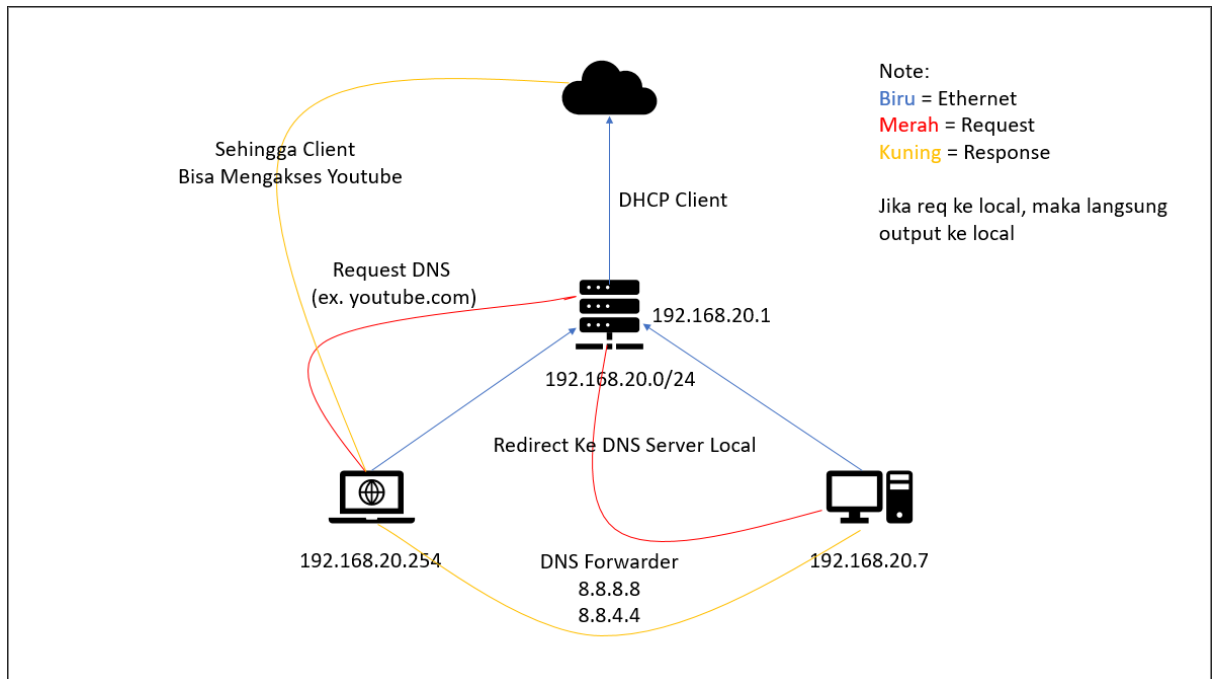 Note:
Biru = Ethernet
Merah = Request
Kuning = Response
Jika req ke local, maka langsung
output ke local
Sehingga Client
Bisa Mengakses Youtube
DHCP Client
Request DNS
(ex. youtube.com)
192.168.20.1
192.168.20.0/24
Redirect Ke DNS Server Local
192.168.20.254
DNS Forwarder
8.8.8.8
8.8.4.4
192.168.20.7